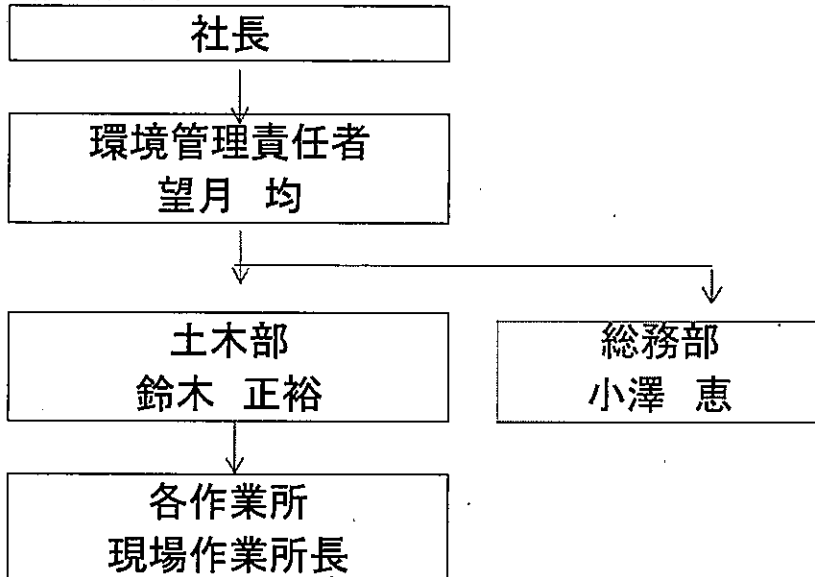 社長
環境管理責任者
望月 均
土木部
鈴木 正裕
総務部
小澤 恵
各作業所
現場作業所長